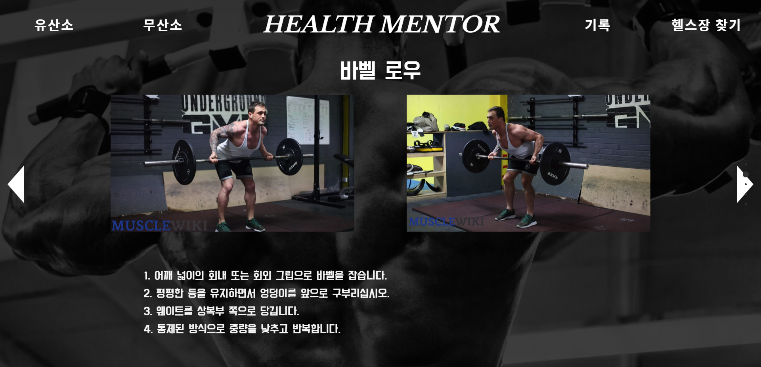 유산소
무산소
HEALTH MENTOR
기록
헬스장 찾기
바벨 로우
UNDERGROUND
GYM
MUSCLEWIKI
MUSCLEWIKI
1. 어깨 넓이의 회내 또는 회외 그립으로 바벨을 잡습니다.
2. 평평한 등을 유지하면서 엉덩이를 앞으로 구부리십시오.
3. 웨이트를 상복부 쪽으로 당깁니다.
4. 통제된 방식으로 중량을 낮추고 반복합니다.